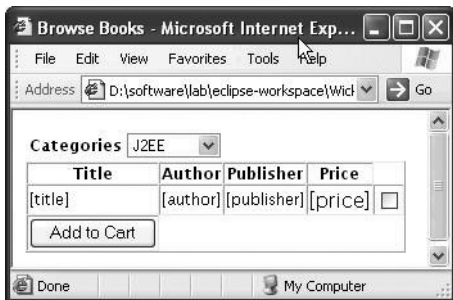 Browse Books - Microsoft Internet Exp...
File Edit View Favorites Tools Help
Address D:\software\lab\eclipse-workspace\Wick Go
Categories J2EE
Title Author Publisher Price
[title] [author] [publisher] [price]
Add to Cart
Done My Computer